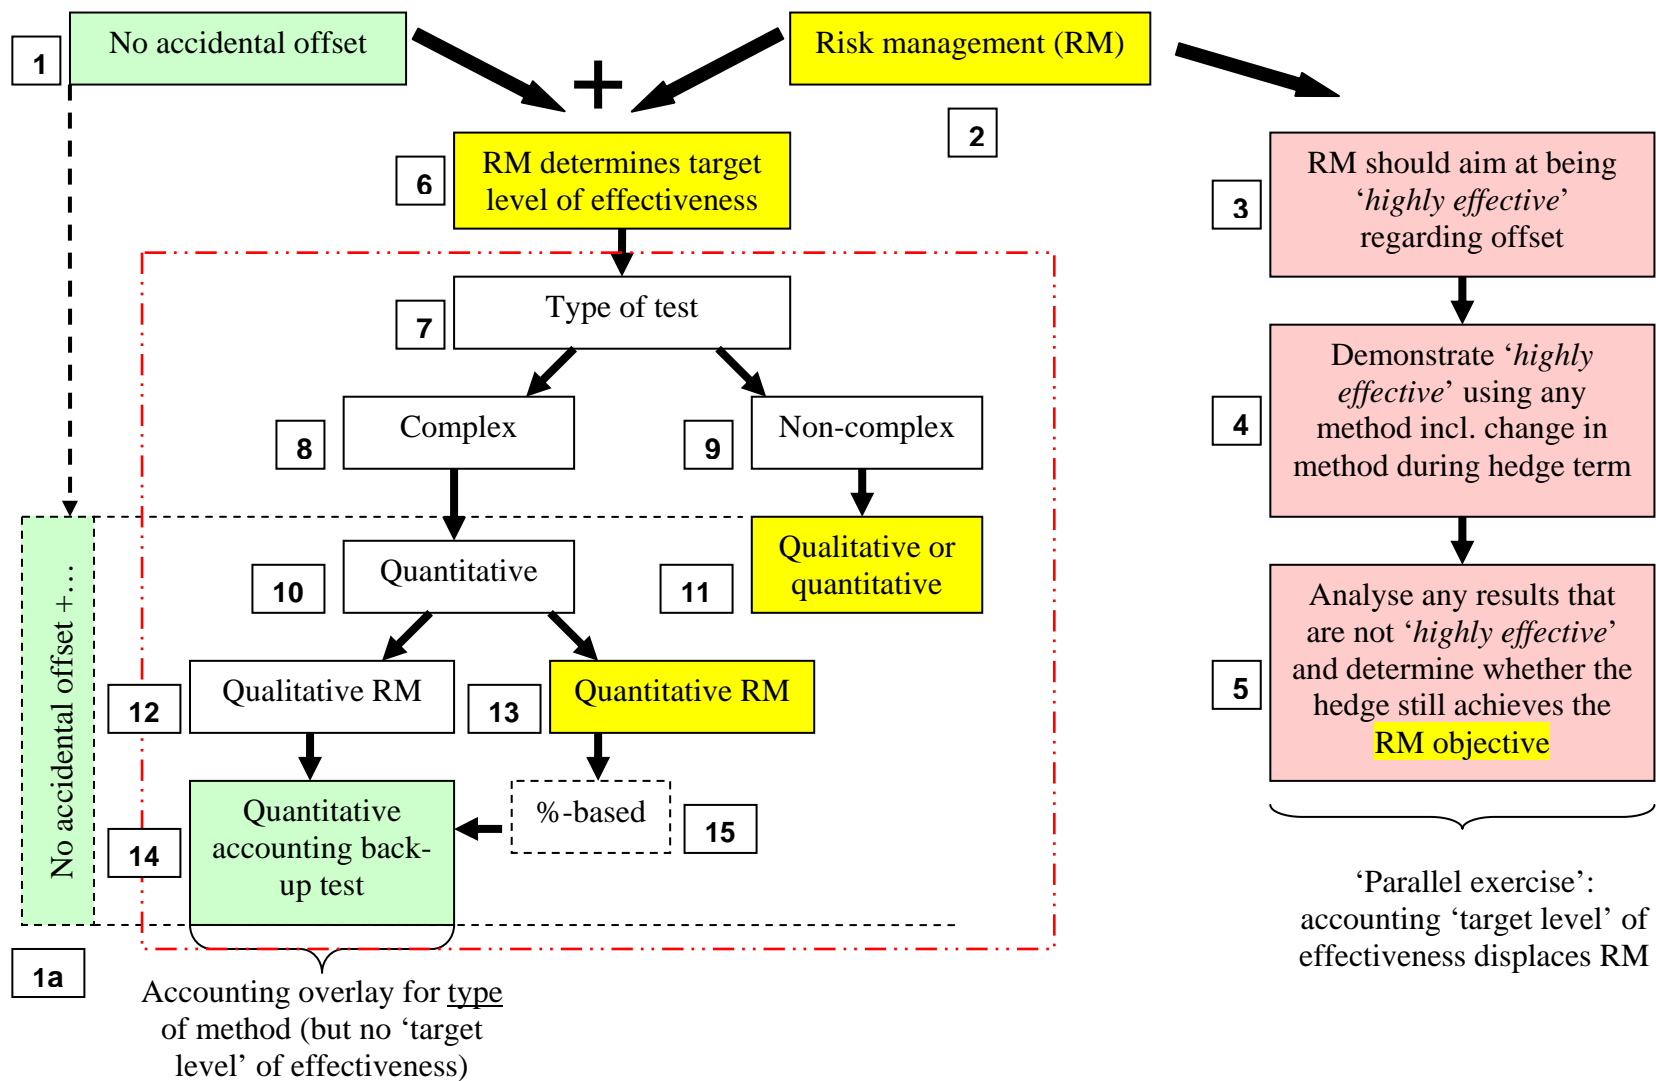 1
No accidental offset
+
Risk management (RM)
2
6
RM determines target
level of effectiveness
3
RM should aim at being
‘highly effective’
regarding offset
7
Type of test
4
Demonstrate ‘highly
effective’ using any
method incl. change in
method during hedge term
8
Complex
9
Non-complex
10
Quantitative
11
Qualitative or
quantitative
5
Analyse any results that
are not ‘highly effective’
and determine whether the
hedge still achieves the
RM objective
No accidental offset +…
12
Qualitative RM
13
Quantitative RM
14
Quantitative
accounting back-
up test
%-based
15
1a
Accounting overlay for type
of method (but no ‘target
level’ of effectiveness)
‘Parallel exercise’:
accounting ‘target level’ of
effectiveness displaces RM